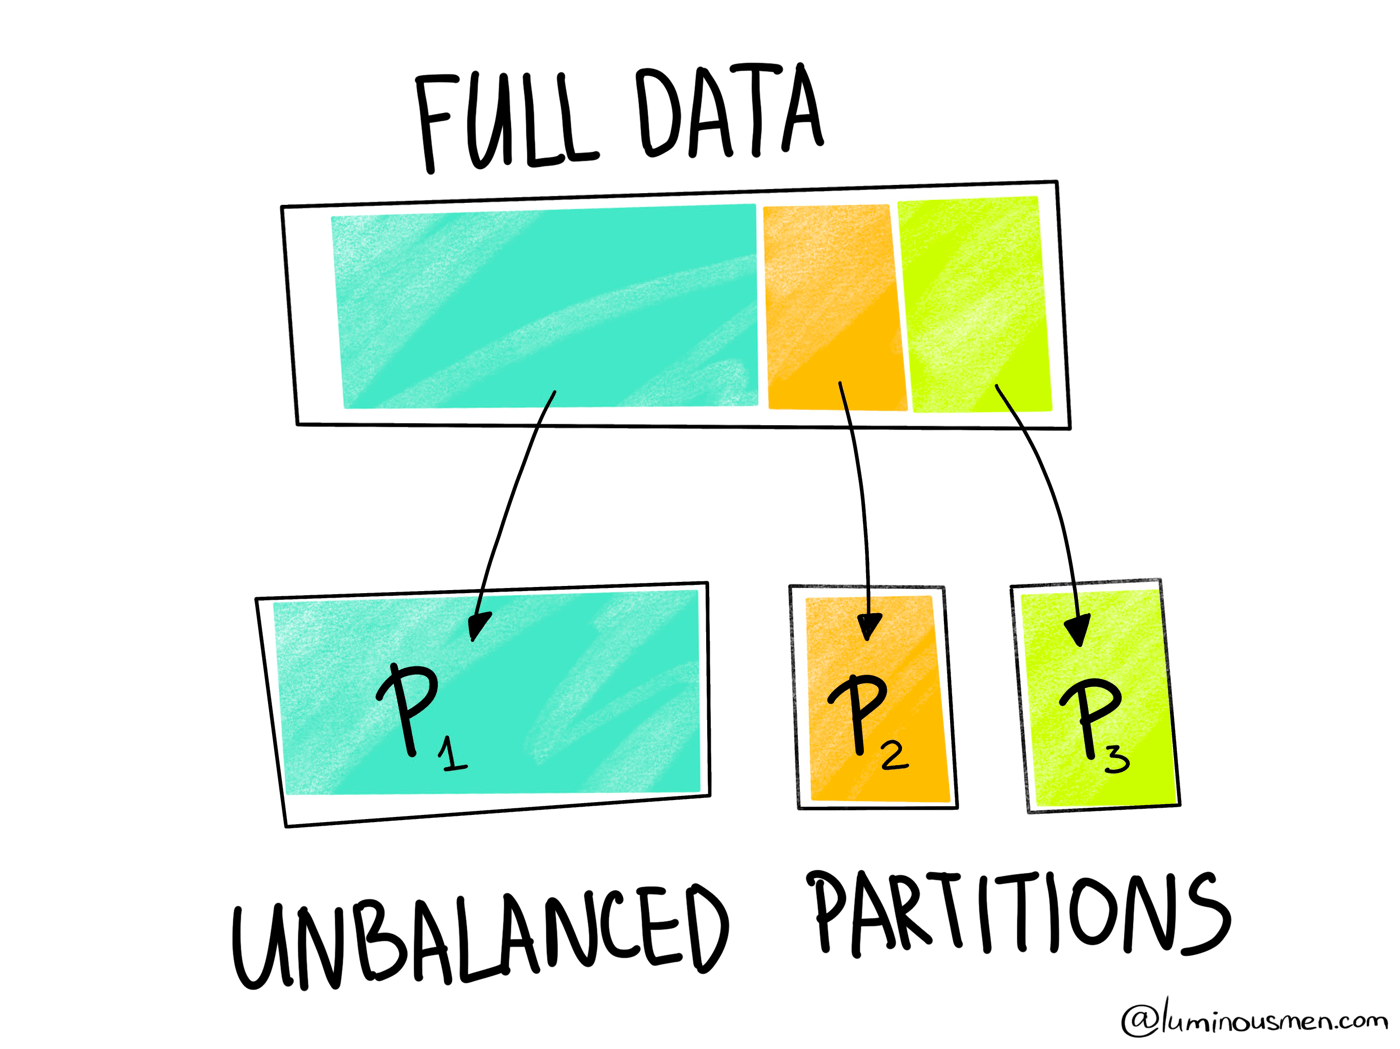 FULL DATA
P1
P2
P3
UNBALANCED PARTITIONS
@luminousmen.com